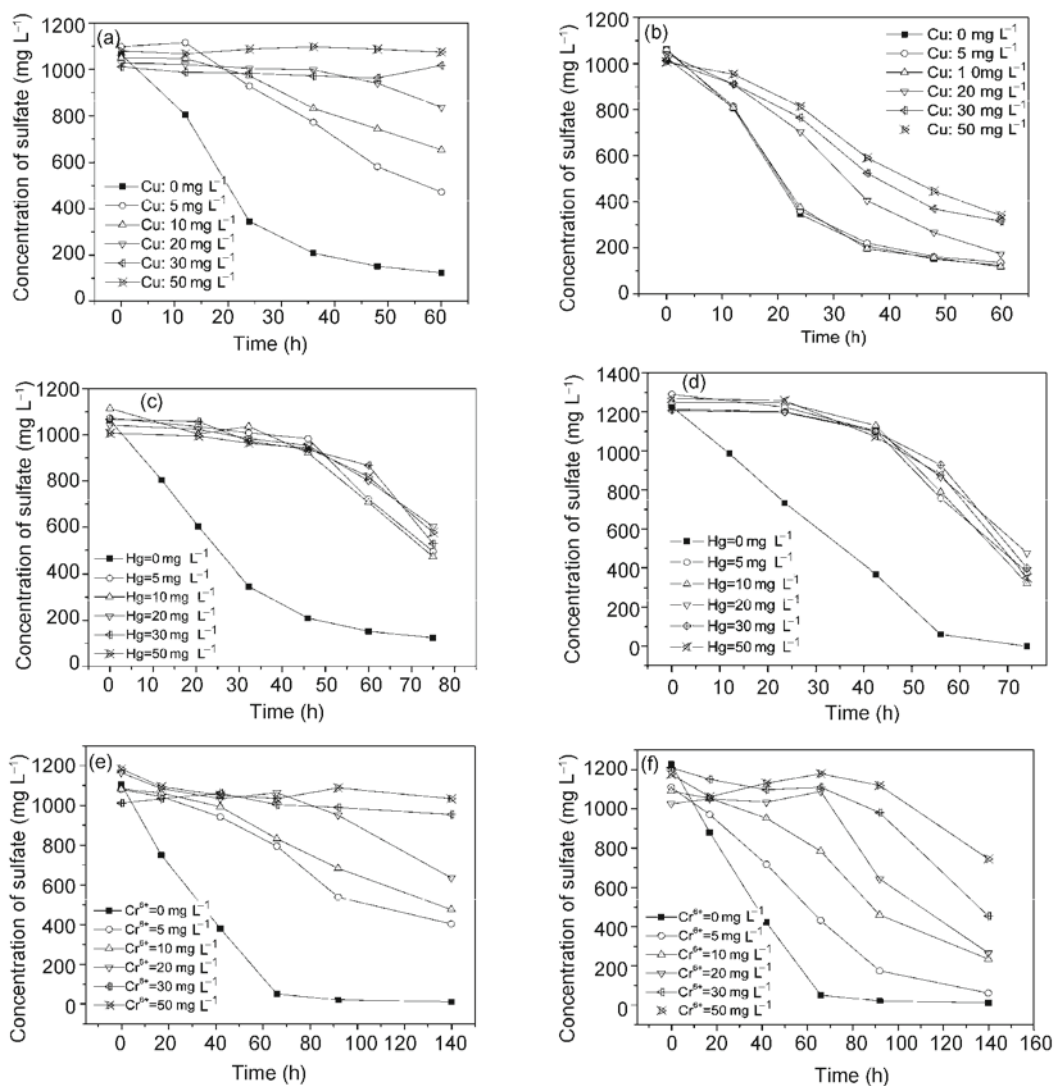 (a)
Concentration of sulfate (mg L⁻¹)
1200
1000
800
600
400
200
0
Cu: 0 mg L⁻¹
Cu: 5 mg L⁻¹
Cu: 10 mg L⁻¹
Cu: 20 mg L⁻¹
Cu: 30 mg L⁻¹
Cu: 50 mg L⁻¹
0 10 20 30 40 50 60
Time (h)
(b)
Concentration of sulfate (mg L⁻¹)
1200
1000
800
600
400
200
0
Cu: 0 mg L⁻¹
Cu: 5 mg L⁻¹
Cu: 1 0mg L⁻¹
Cu: 20 mg L⁻¹
Cu: 30 mg L⁻¹
Cu: 50 mg L⁻¹
0 10 20 30 40 50 60
Time (h)
(c)
Concentration of sulfate (mg L⁻¹)
1200
1000
800
600
400
200
0
Hg=0 mg L⁻¹
Hg=5 mg L⁻¹
Hg=10 mg L⁻¹
Hg=20 mg L⁻¹
Hg=30 mg L⁻¹
Hg=50 mg L⁻¹
0 10 20 30 40 50 60 70 80
Time (h)
(d)
Concentration of sulfate (mg L⁻¹)
1400
1200
1000
800
600
400
200
0
Hg=0 mg L⁻¹
Hg=5 mg L⁻¹
Hg=10 mg L⁻¹
Hg=20 mg L⁻¹
Hg=30 mg L⁻¹
Hg=50 mg L⁻¹
0 10 20 30 40 50 60 70
Time (h)
(e)
Concentration of sulfate (mg L⁻¹)
1200
1000
800
600
400
200
0
Cr⁶⁺=0 mg L⁻¹
Cr⁶⁺=5 mg L⁻¹
Cr⁶⁺=10 mg L⁻¹
Cr⁶⁺=20 mg L⁻¹
Cr⁶⁺=30 mg L⁻¹
Cr⁶⁺=50 mg L⁻¹
0 20 40 60 80 100 120 140
Time (h)
(f)
Concentration of sulfate (mg L⁻¹)
1200
1000
800
600
400
200
0
Cr⁶⁺=0 mg L⁻¹
Cr⁶⁺=5 mg L⁻¹
Cr⁶⁺=10 mg L⁻¹
Cr⁶⁺=20 mg L⁻¹
Cr⁶⁺=30 mg L⁻¹
Cr⁶⁺=50 mg L⁻¹
0 20 40 60 80 100 120 140 160
Time (h)